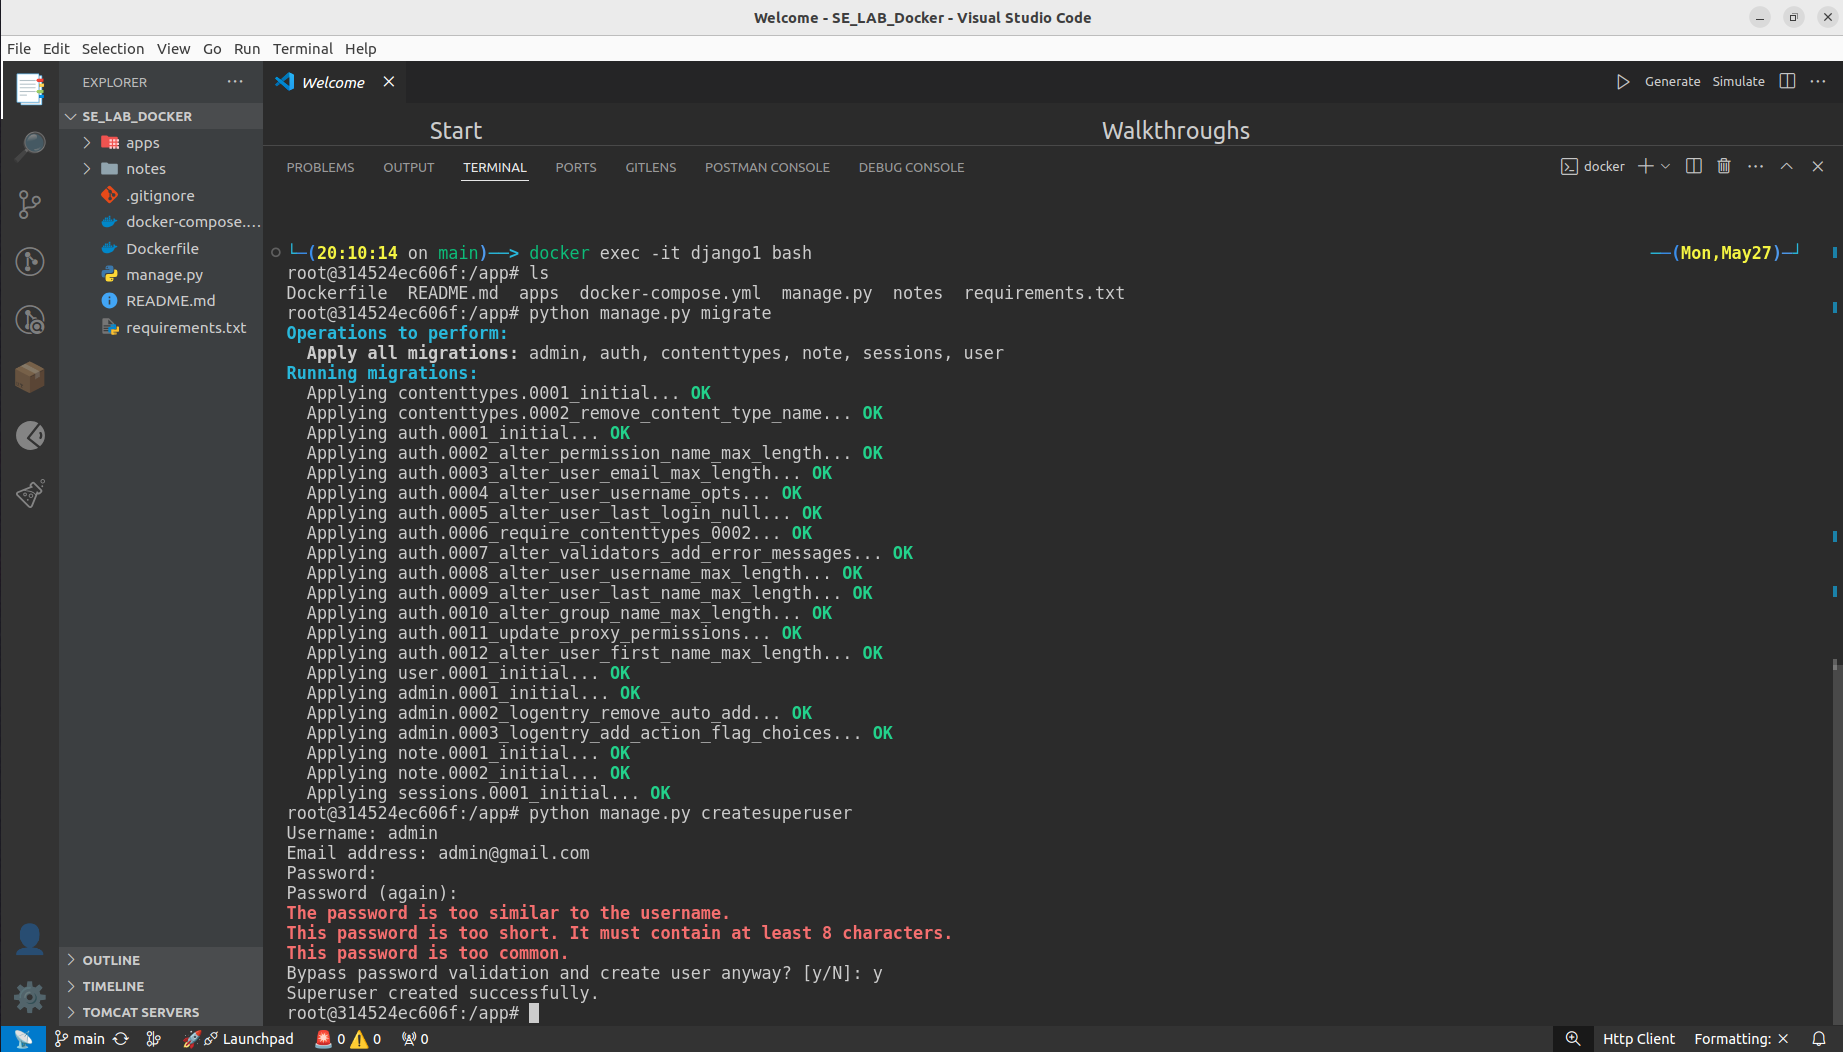 Welcome - SE_LAB_Docker - Visual Studio Code
File Edit Selection View Go Run Terminal Help
EXPLORER
SE_LAB_DOCKER
apps
notes
.gitignore
docker-compose....
Dockerfile
manage.py
README.md
requirements.txt
OUTLINE
TIMELINE
TOMCAT SERVERS
Welcome
Generate Simulate
Start
Walkthroughs
PROBLEMS OUTPUT TERMINAL PORTS GITLENS POSTMAN CONSOLE DEBUG CONSOLE
docker
└─(20:10:14 on main)──> docker exec -it django1 bash ──(Mon,May27)─┘
root@314524ec606f:/app# ls
Dockerfile  README.md  apps  docker-compose.yml  manage.py  notes  requirements.txt
root@314524ec606f:/app# python manage.py migrate
Operations to perform:
  Apply all migrations: admin, auth, contenttypes, note, sessions, user
Running migrations:
  Applying contenttypes.0001_initial... OK
  Applying contenttypes.0002_remove_content_type_name... OK
  Applying auth.0001_initial... OK
  Applying auth.0002_alter_permission_name_max_length... OK
  Applying auth.0003_alter_user_email_max_length... OK
  Applying auth.0004_alter_user_username_opts... OK
  Applying auth.0005_alter_user_last_login_null... OK
  Applying auth.0006_require_contenttypes_0002... OK
  Applying auth.0007_alter_validators_add_error_messages... OK
  Applying auth.0008_alter_user_username_max_length... OK
  Applying auth.0009_alter_user_last_name_max_length... OK
  Applying auth.0010_alter_group_name_max_length... OK
  Applying auth.0011_update_proxy_permissions... OK
  Applying auth.0012_alter_user_first_name_max_length... OK
  Applying user.0001_initial... OK
  Applying admin.0001_initial... OK
  Applying admin.0002_logentry_remove_auto_add... OK
  Applying admin.0003_logentry_add_action_flag_choices... OK
  Applying note.0001_initial... OK
  Applying note.0002_initial... OK
  Applying sessions.0001_initial... OK
root@314524ec606f:/app# python manage.py createsuperuser
Username: admin
Email address: admin@gmail.com
Password:
Password (again):
The password is too similar to the username.
This password is too short. It must contain at least 8 characters.
This password is too common.
Bypass password validation and create user anyway? [y/N]: y
Superuser created successfully.
root@314524ec606f:/app#
main Launchpad 0 0 0 Http Client Formatting: ×